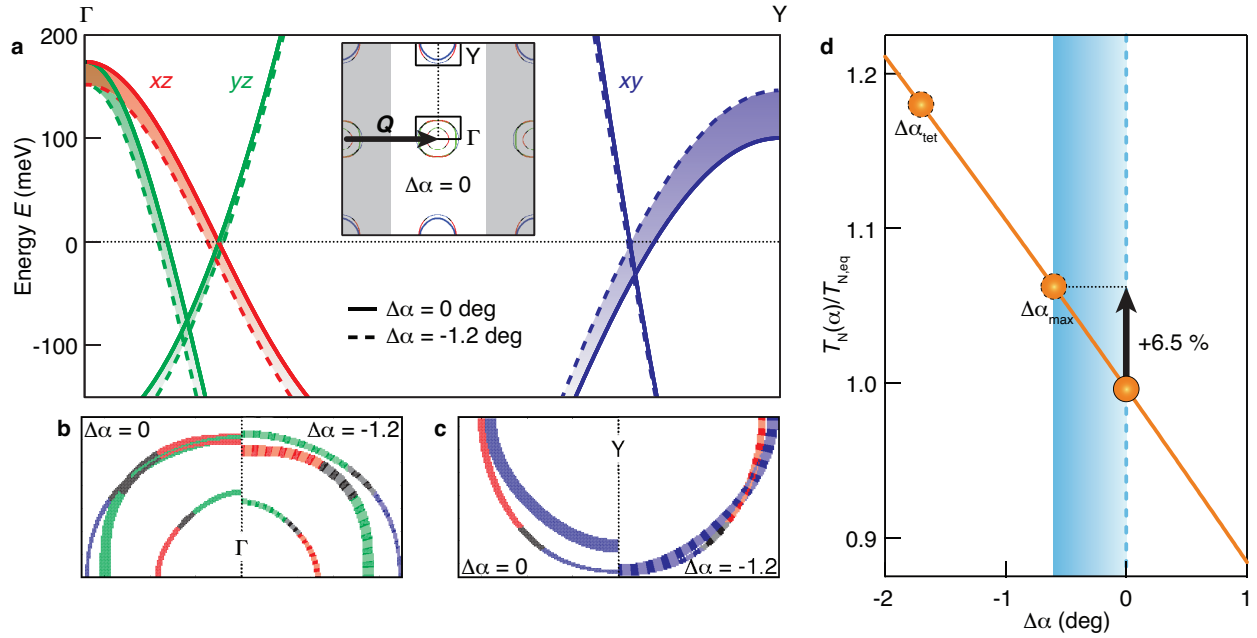 Γ
Y
a
200
100
0
-100
Energy E (meV)
xz
yz
xy
Y
Q
Γ
Δα = 0
Δα = 0 deg
Δα = -1.2 deg
b
Δα = 0
Δα = -1.2
Γ
c
Y
Δα = 0
Δα = -1.2
d
1.2
1.1
1.0
0.9
T_N(α)/T_N,eq
Δα_tet
Δα_max
+6.5 %
-2
-1
0
1
Δα (deg)